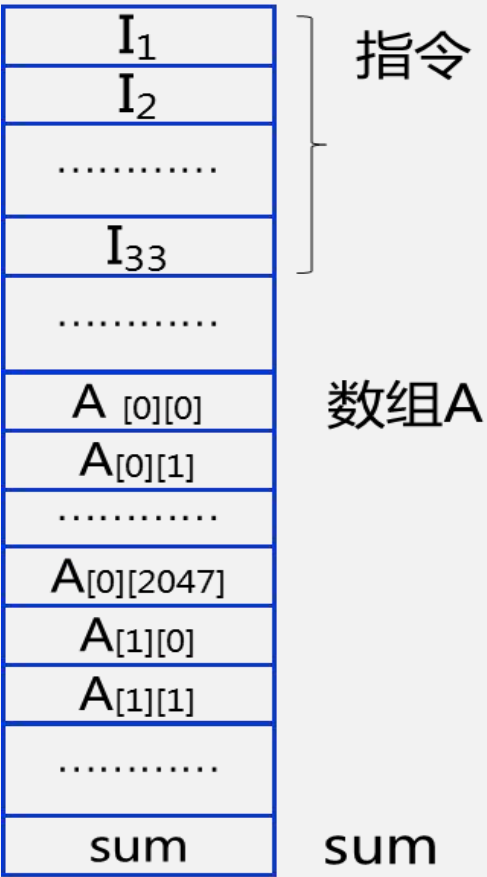 I₁
指令
I₂
…………
I₃₃
…………
A [0][0]
数组A
A[0][1]
…………
A[0][2047]
A[1][0]
A[1][1]
…………
sum
sum